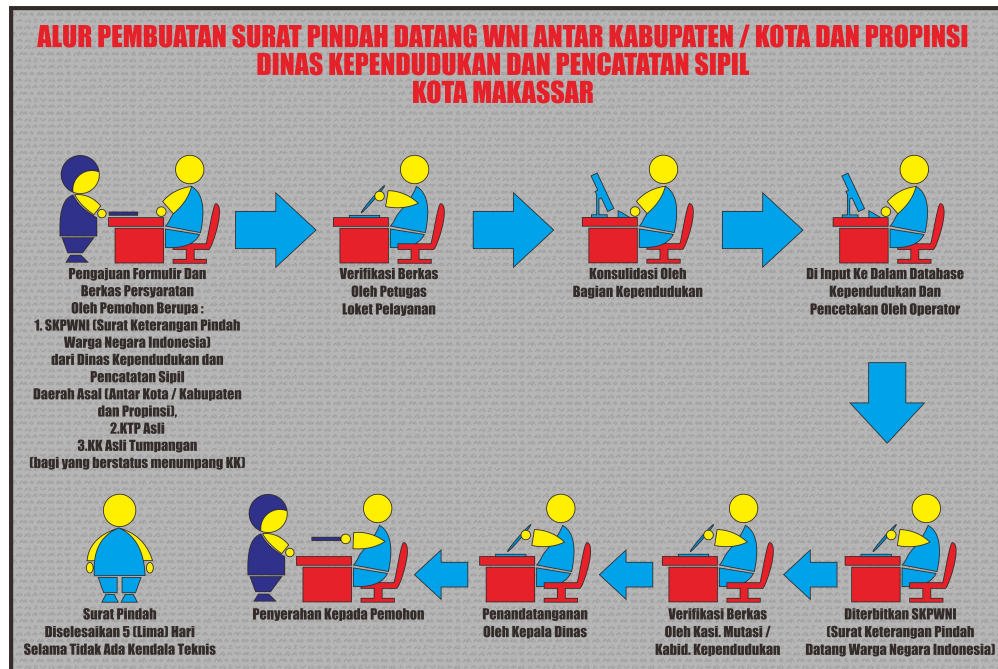 ALUR PEMBUATAN SURAT PINDAH DATANG WNI ANTAR KABUPATEN / KOTA DAN PROPINSI
DINAS KEPENDUDUKAN DAN PENCATATAN SIPIL
KOTA MAKASSAR
Pengajuan Formulir Dan
Berkas Persyaratan
Oleh Pemohon Berupa :
1. SKPWNI (Surat Keterangan Pindah
Warga Negara Indonesia)
dari Dinas Kependudukan dan
Pencatatan Sipil
Daerah Asal (Antar Kota / Kabupaten
dan Propinsi),
2.KTP Asli
3.KK Asli Tumpangan
(bagi yang berstatus menumpang KK)
Verifikasi Berkas
Oleh Petugas
Loket Pelayanan
Konsulidasi Oleh
Bagian Kependudukan
Di Input Ke Dalam Database
Kependudukan Dan
Pencetakan Oleh Operator
Diterbitkan SKPWNI
(Surat Keterangan Pindah
Datang Warga Negara Indonesia)
Verifikasi Berkas
Oleh Kasi. Mutasi /
Kabid. Kependudukan
Penandatanganan
Oleh Kepala Dinas
Penyerahan Kepada Pemohon
Surat Pindah
Diselesaikan 5 (Lima) Hari
Selama Tidak Ada Kendala Teknis